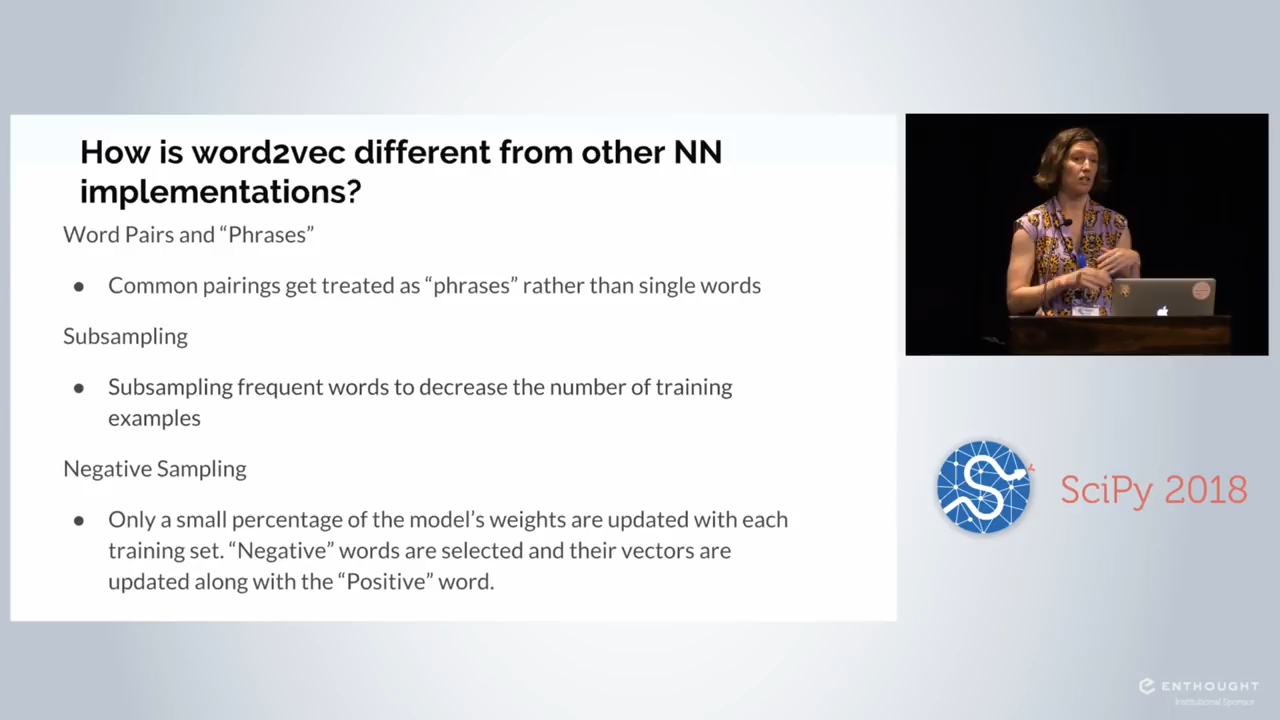 How is word2vec different from other NN
implementations?
Word Pairs and “Phrases”
● Common pairings get treated as “phrases” rather than single words
Subsampling
● Subsampling frequent words to decrease the number of training
examples
Negative Sampling
● Only a small percentage of the model’s weights are updated with each
training set. “Negative” words are selected and their vectors are
updated along with the “Positive” word.
SciPy 2018
ENTHOUGHT
Institutional Sponsor